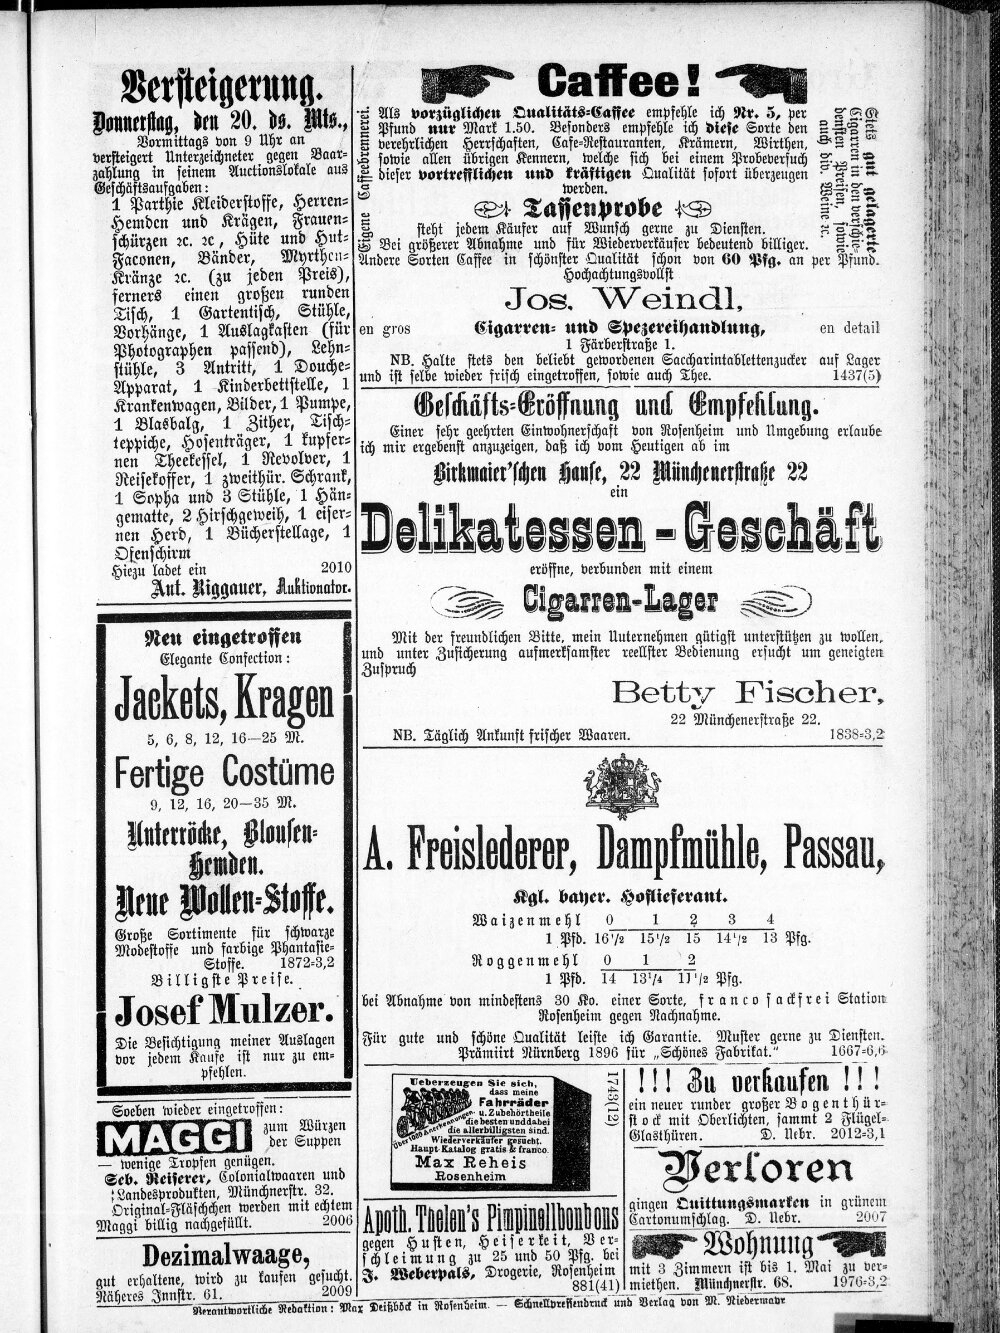 Versteigerung.
Donnerstag, den 20. ds. Mts.,
Vormittags von 9 Uhr an
versteigert Unterzeichneter gegen Baar-
zahlung in seinem Auctionslokale aus
Geschäftsaufgaben:
1 Parthie Kleiderstoffe, Herren-
Hemden und Krägen, Frauen-
schürzen ꝛc. ꝛc, Hüte und Hut-
Faconen, Bänder, Myrthen-
Kränze ꝛc. (zu jeden Preis),
ferners einen großen runden
Tisch, 1 Gartentisch, Stühle,
Vorhänge, 1 Auslagkasten (für
Photographen passend), Lehn-
stühle, 3 Antritt, 1 Douche-
Apparat, 1 Kinderbettstelle, 1
Krankenwagen, Bilder, 1 Pumpe,
1 Blasbalg, 1 Zither, Tisch-
teppiche, Hosenträger, 1 kupfer-
nen Theekessel, 1 Revolver, 1
Reisekoffer, 1 zweithür. Schrank,
1 Sopha und 3 Stühle, 1 Hän-
gematte, 2 Hirschgeweih, 1 eiser-
nen Herd, 1 Bücherstellage, 1
Ofenschirm
Hiezu ladet ein 2010
Ant. Riggauer, Auktionator.
Neu eingetroffen
Elegante Confection:
Jackets, Kragen
5, 6, 8, 12, 16—25 M.
Fertige Costüme
9, 12, 16, 20—35 M.
Unterröcke, Blousen-
Hemden.
Neue Wollen-Stoffe.
Große Sortimente für schwarze
Modestoffe und farbige Phantasie-
Stoffe. 1872=3,2
Billigste Preise.
Josef Mulzer.
Die Besichtigung meiner Auslagen
vor jedem Kaufe ist nur zu em-
pfehlen.
Soeben wieder eingetroffen:
MAGGI zum Würzen
der Suppen
— wenige Tropfen genügen.
Seb. Reiserer, Colonialwaaren und
Landesprodukten, Münchnerstr. 32.
Original-Fläschchen werden mit echtem
Maggi billig nachgefüllt. 2006
Dezimalwaage,
gut erhaltene, wird zu kaufen gesucht.
Näheres Innstr. 61. 2009
Caffee!
Eigene Caffeebrennerei.
Als vorzüglichen Qualitäts-Caffee empfehle ich Nr. 5, per
Pfund nur Mark 1.50. Besonders empfehle ich diese Sorte den
verehrlichen Herrschaften, Cafe-Restauranten, Krämern, Wirthen,
sowie allen übrigen Kennern, welche sich bei einem Probeversuch
dieser vortrefflichen und kräftigen Qualität sofort überzeugen
werden.
Stets gut gelagerte
Cigarren in den verschie-
densten Preisen, sowie
auch div. Weine ꝛc.
Tassenprobe
steht jedem Käufer auf Wunsch gerne zu Diensten.
Bei größerer Abnahme und für Wiederverkäufer bedeutend billiger.
Andere Sorten Caffee in schönster Qualität schon von 60 Pfg. an per Pfund.
Hochachtungsvollst
Jos. Weindl,
en gros Cigarren- und Spezereihandlung, en detail
1 Färberstraße 1.
NB. Halte stets den beliebt gewordenen Saccharintablettenzucker auf Lager
und ist selbe wieder frisch eingetroffen, sowie auch Thee. 1437(5)
Geschäfts-Eröffnung und Empfehlung.
Einer sehr geehrten Einwohnerschaft von Rosenheim und Umgebung erlaube
ich mir ergebenst anzuzeigen, daß ich vom Heutigen ab im
Birkmaier'schen Hause, 22 Münchenerstraße 22
ein
Delikatessen-Geschäft
eröffne, verbunden mit einem
Cigarren-Lager
Mit der freundlichen Bitte, mein Unternehmen gütigst unterstützen zu wollen,
und unter Zusicherung aufmerksamster reellster Bedienung ersucht um geneigten
Zuspruch
Betty Fischer,
22 Münchenerstraße 22.
NB. Täglich Ankunft frischer Waaren. 1838=3,2
A. Freislederer, Dampfmühle, Passau,
Kgl. bayer. Hoflieferant.
Waizenmehl 0 1 2 3 4
1 Pfd. 16 1/2 15 1/2 15 14 1/2 13 Pfg.
Roggenmehl 0 1 2
1 Pfd. 14 13 1/4 11 1/2 Pfg.
bei Abnahme von mindestens 30 Ko. einer Sorte, franco sackfrei Station
Rosenheim gegen Nachnahme.
Für gute und schöne Qualität leiste ich Garantie. Muster gerne zu Diensten.
Prämiirt Nürnberg 1896 für „Schönes Fabrikat." 1667=6,6
Ueberzeugen Sie sich,
dass meine
Fahrräder
u. Zubehörtheile
die besten und dabei
die allerbilligsten sind.
Über 1000 Anerkennungen.
Wiederverkäufer gesucht.
Haupt-Katalog gratis & franco.
Max Reheis
Rosenheim
1743(12)
Apoth. Thelen's Pimpinellbonbons
gegen Husten, Heiserkeit, Ver-
schleimung zu 25 und 50 Pfg. bei
J. Weberpals, Drogerie, Rosenheim
881(41)
!!! Zu verkaufen !!!
ein neuer runder großer Bogenthür-
stock mit Oberlichten, sammt 2 Flügel-
Glasthüren. D. Uebr. 2012=3,1
Verloren
gingen Quittungsmarken in grünem
Cartonumschlag. D. Uebr. 2007
Wohnung
mit 3 Zimmern ist bis 1. Mai zu ver-
miethen. Münchnerstr. 68. 1976=3,2
Verantwortliche Redaktion: Max Deißböck in Rosenheim. — Schnellpressendruck und Verlag von M. Niedermayr